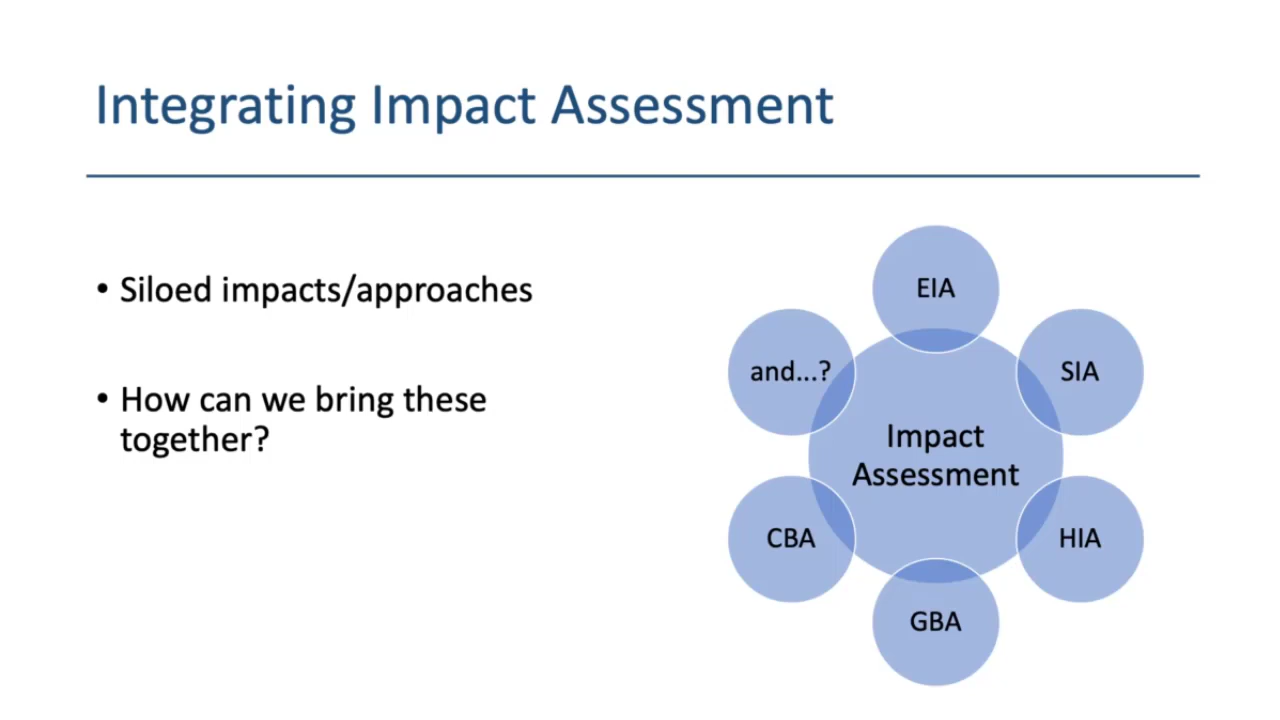 Integrating Impact Assessment
• Siloed impacts/approaches
• How can we bring these
together?
EIA
SIA
HIA
GBA
CBA
and...?
Impact
Assessment